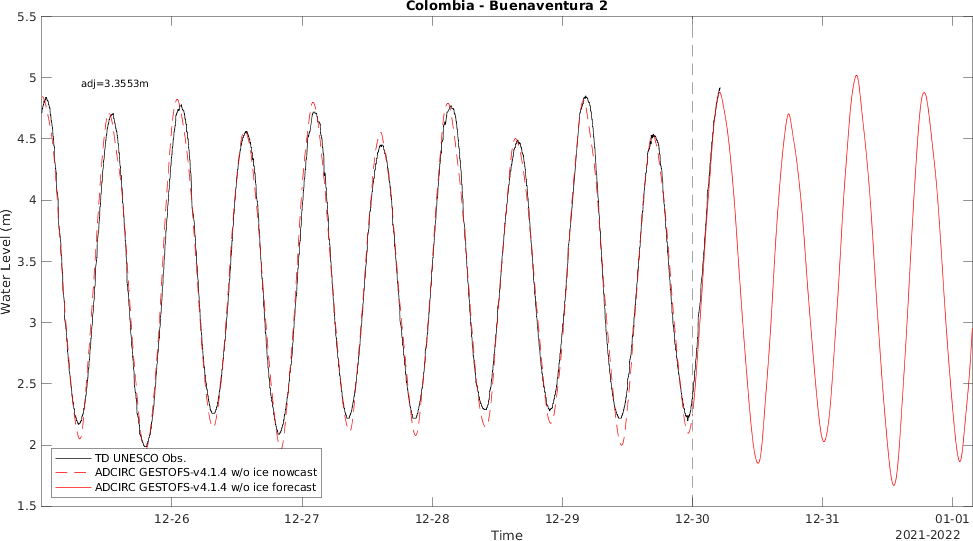 Colombia - Buenaventura 2
5.5
5
4.5
4
3.5
3
2.5
2
1.5
Water Level (m)
adj=3.3553m
TD UNESCO Obs.
ADCIRC GESTOFS-v4.1.4 w/o ice nowcast
ADCIRC GESTOFS-v4.1.4 w/o ice forecast
12-26 12-27 12-28 12-29 12-30 12-31 01-01
Time
2021-2022